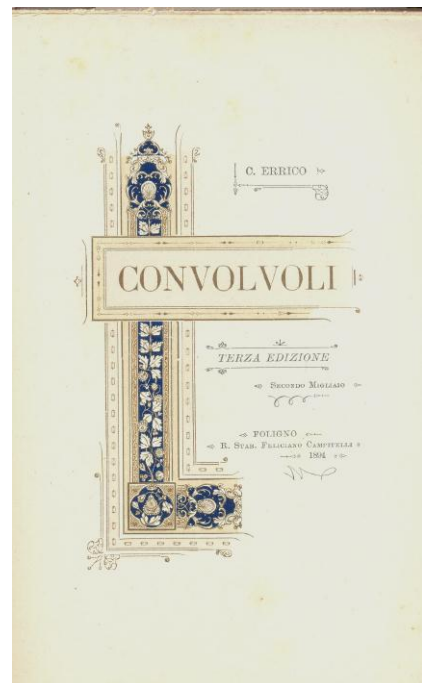 C. ERRICO
CONVOLVOLI
TERZA EDIZIONE
SECONDO MIGLIAIO
FOLIGNO
R. STAB. FELICIANO CAMPITELLI
1894